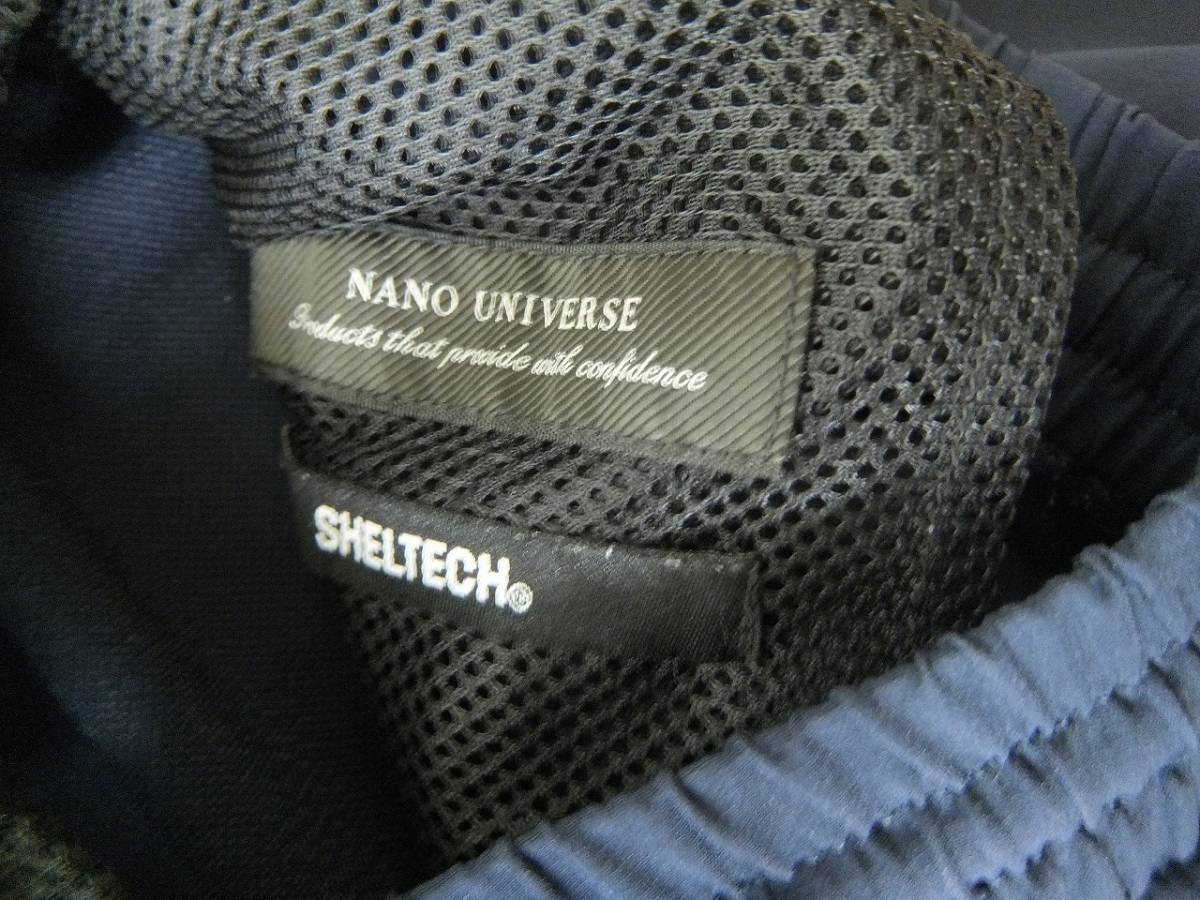 NANO UNIVERSE
Products that provide with confidence
SHELTECH®